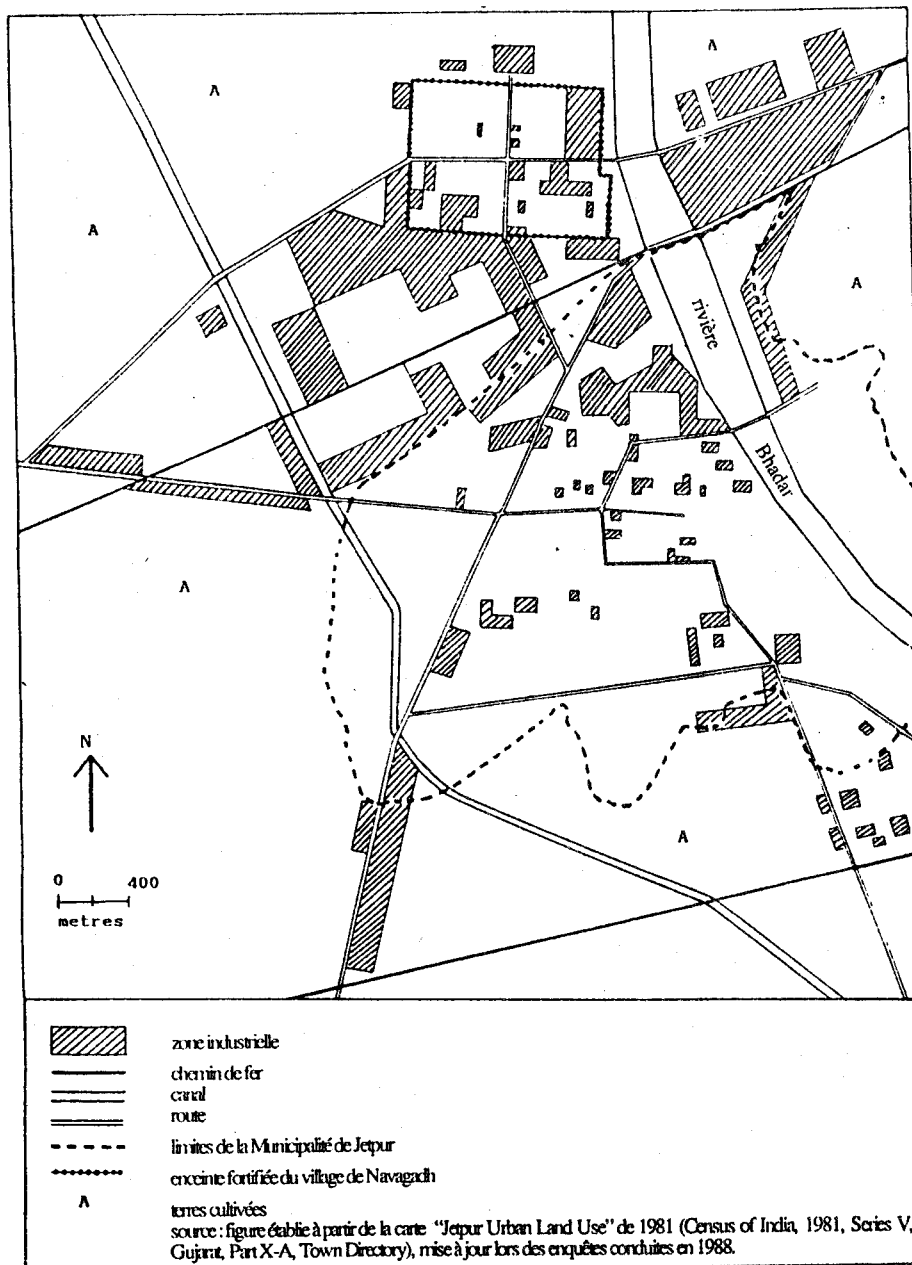 A
A
A
A
rivière
Bhadar
A
A
N
0 400
metres
zone industrielle
chemin de fer
canal
route
limites de la Municipalité de Jetpur
enceinte fortifiée du village de Navagadh
A
terres cultivées
source : figure établie à partir de la carte "Jetpur Urban Land Use" de 1981 (Census of India, 1981, Series V,
Gujarat, Part X-A, Town Directory), mise à jour lors des enquêtes conduites en 1988.